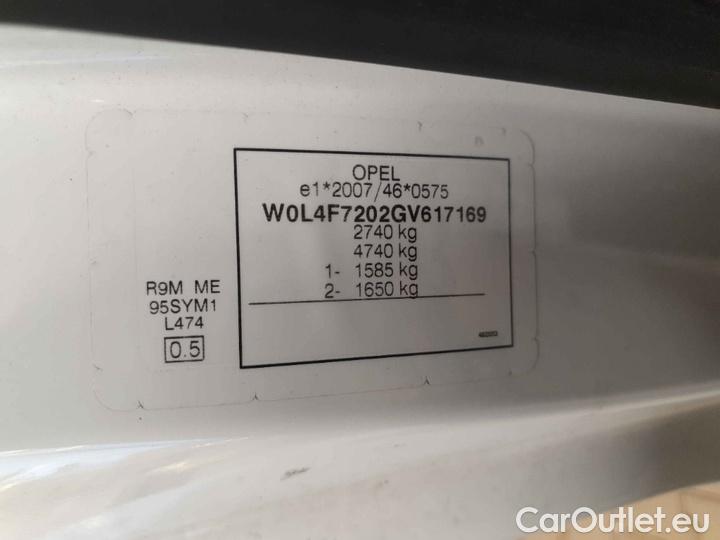 OPEL
e1*2007/46*0575
W0L4F7202GV617169
2740 kg
4740 kg
1- 1585 kg
2- 1650 kg
R9M ME
95SYM1
L474
0.5
CarOutlet.eu